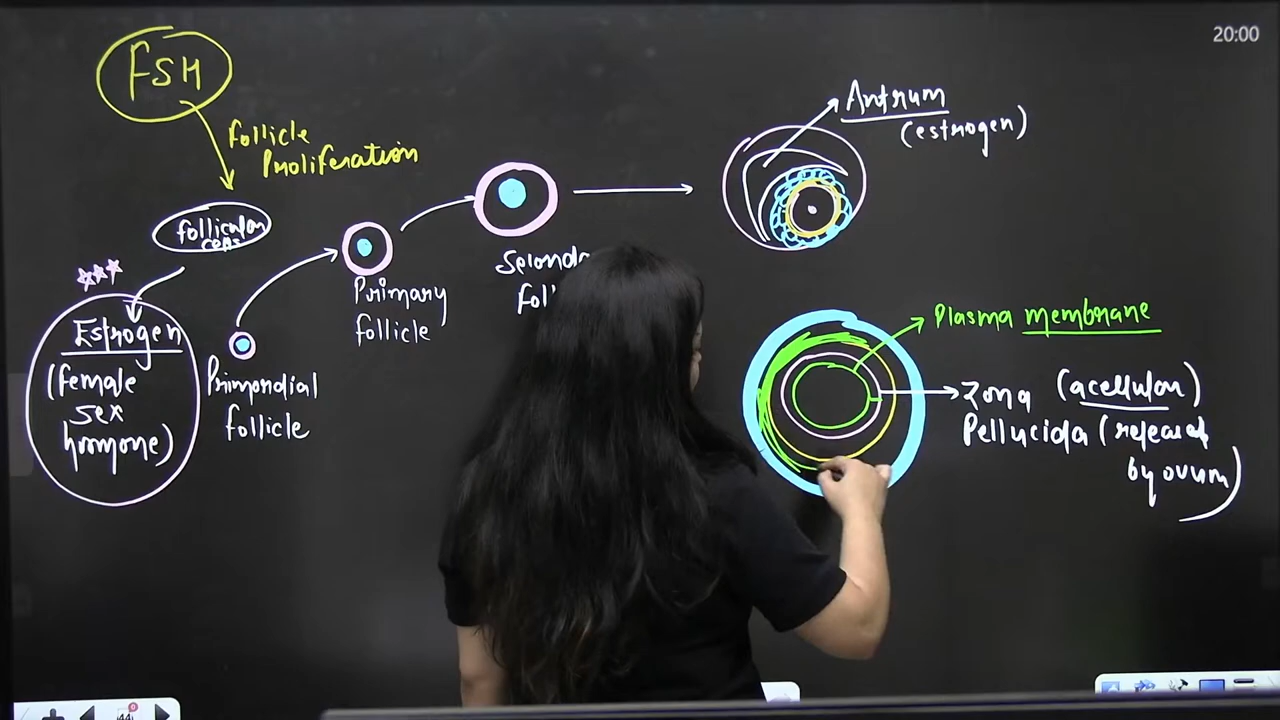 20:00
FSH
Follicle
Proliferation
follicular
cells
Estrogen
(female
sex
hormone)
Primordial
follicle
Primary
follicle
Antrum
(estrogen)
Plasma membrane
Zona (acellular)
Pellucida (released
by ovum)